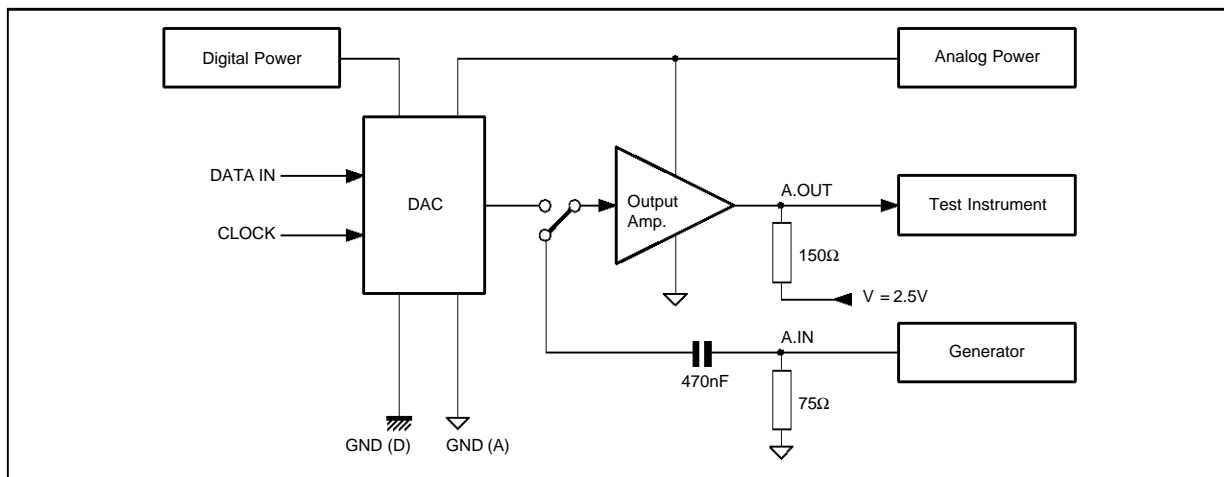 Digital Power
Analog Power
DATA IN
DAC
A.OUT
Output
Amp.
Test Instrument
CLOCK
150Ω
V = 2.5V
A.IN
Generator
470nF
75Ω
GND (D)
GND (A)